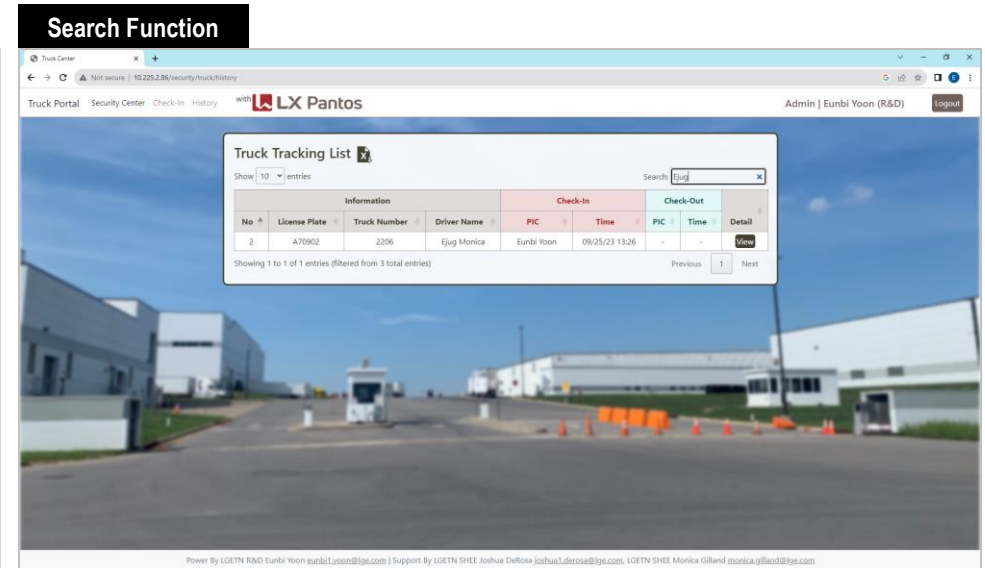 Search Function
Truck Center
Not secure | 10.225.2.86/security/truck/history
Truck Portal Security Center Check-In History with LX Pantos Admin | Eunbi Yoon (R&D) Logout
Truck Tracking List
Show 10 entries Search: Ejug
Information Check-In Check-Out
No License Plate Truck Number Driver Name PIC Time PIC Time Detail
2 A70902 2206 Ejug Monica Eunbi Yoon 09/25/23 13:26 - - View
Showing 1 to 1 of 1 entries (filtered from 3 total entries) Previous 1 Next
Power By LGETN R&D Eunbi Yoon eunbi1.yoon@lge.com | Support By LGETN SHEE Joshua DeRosa joshua1.derosa@lge.com, LGETN SHEE Monica Gilland monica.gilland@lge.com